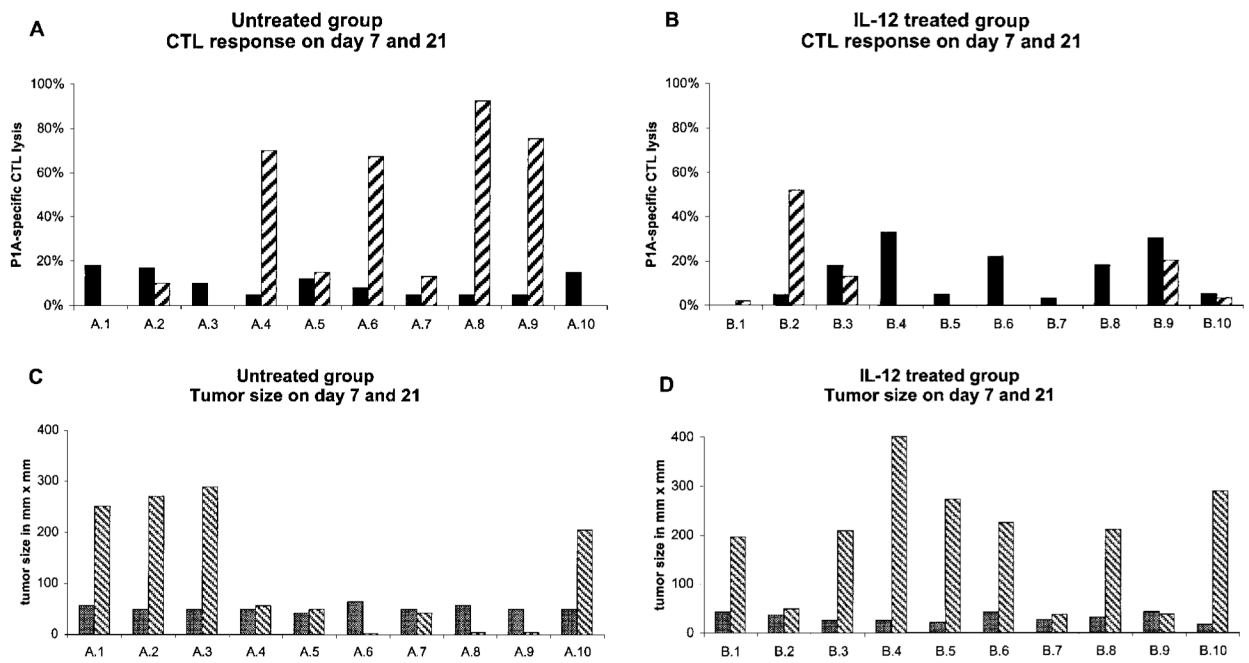 A
Untreated group
CTL response on day 7 and 21
P1A-specific CTL lysis
100%
80%
60%
40%
20%
0%
A.1 A.2 A.3 A.4 A.5 A.6 A.7 A.8 A.9 A.10
B
IL-12 treated group
CTL response on day 7 and 21
P1A-specific CTL lysis
100%
80%
60%
40%
20%
0%
B.1 B.2 B.3 B.4 B.5 B.6 B.7 B.8 B.9 B.10
C
Untreated group
Tumor size on day 7 and 21
tumor size in mm x mm
400
300
200
100
0
A.1 A.2 A.3 A.4 A.5 A.6 A.7 A.8 A.9 A.10
D
IL-12 treated group
Tumor size on day 7 and 21
tumor size in mm x mm
400
300
200
100
0
B.1 B.2 B.3 B.4 B.5 B.6 B.7 B.8 B.9 B.10